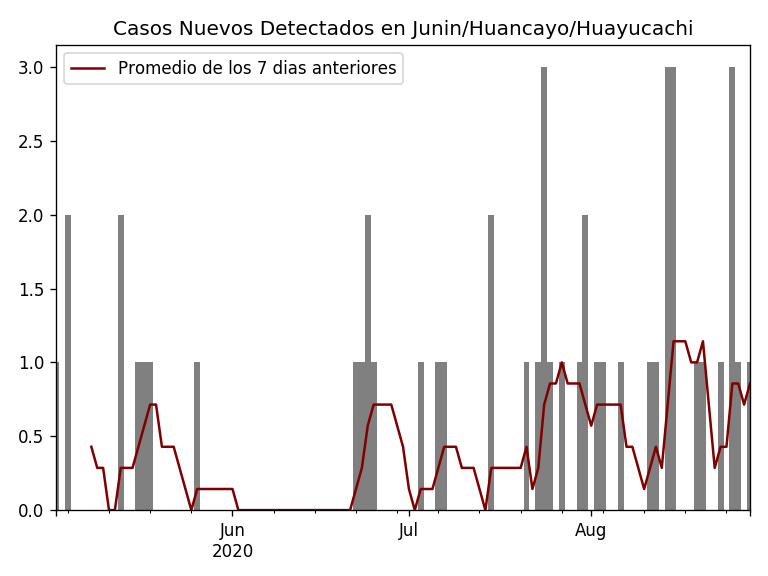 Casos Nuevos Detectados en Junin/Huancayo/Huayucachi
Promedio de los 7 dias anteriores
3.0
2.5
2.0
1.5
1.0
0.5
0.0
Jun
2020
Jul
Aug